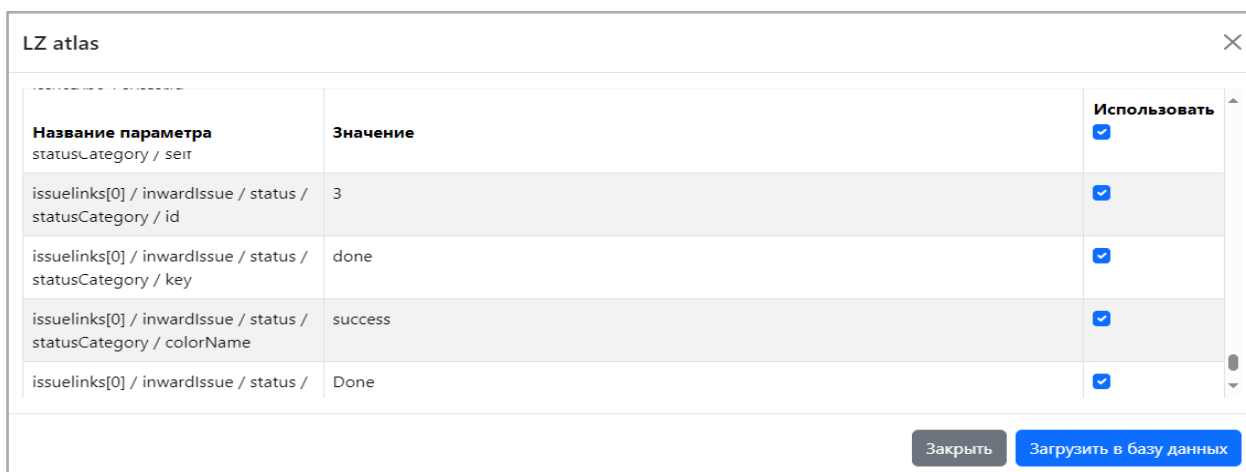 LZ atlas
Использовать
Название параметра Значение
statusCategory / self
issuelinks[0] / inwardIssue / status / 3
statusCategory / id
issuelinks[0] / inwardIssue / status / done
statusCategory / key
issuelinks[0] / inwardIssue / status / success
statusCategory / colorName
issuelinks[0] / inwardIssue / status / Done
Закрыть Загрузить в базу данных